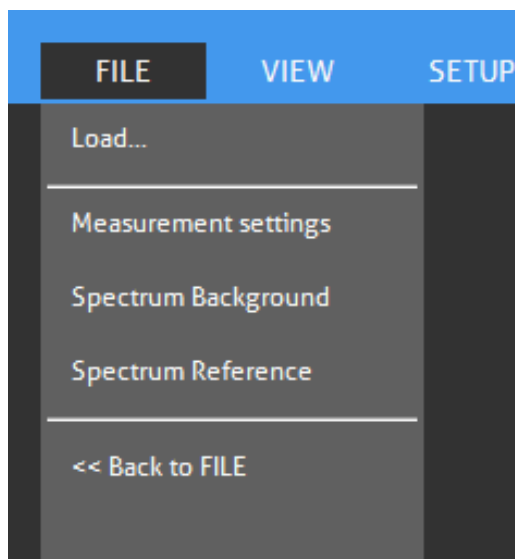 FILE VIEW SETUP
Load...
Measurement settings
Spectrum Background
Spectrum Reference
<< Back to FILE